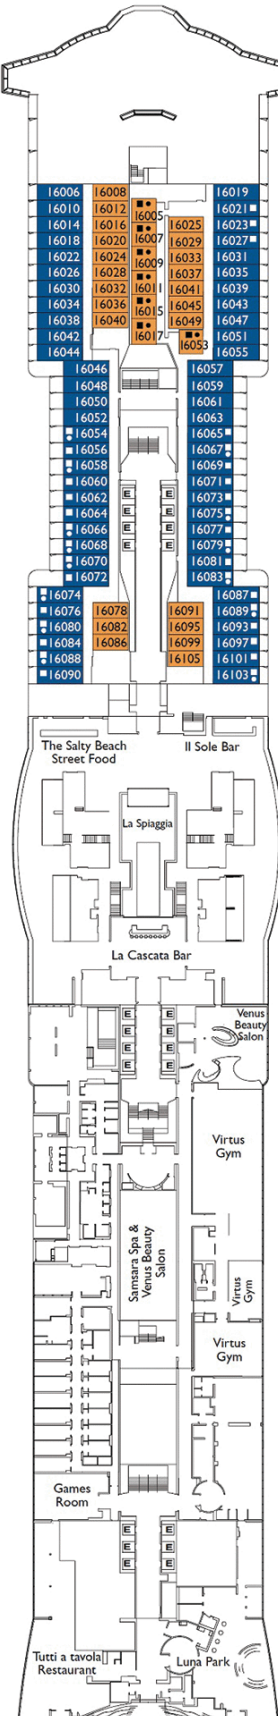 16006 16008 16019
16005
16010 16012 16021
16014 16016 16025 16023
16007
16018 16020 16029 16027
16022 16024 16009 16033 16031
16026 16028 16037 16035
16030 16032 16011 16041 16039
16034 16036 16015 16045 16043
16038 16040 16049 16047
16042 16017 16051
16053
16044 16055
16046 16057
16048 16059
16050 16061
16052 16063
16054 16065
16056 16067
16058 16069
16060 16071
16062 16073
16064 16075
16066 16077
16068 16079
16070 16081
16072 16083
16074 16087
16076 16078 16091 16089
16080 16082 16095 16093
16084 16086 16099 16097
16088 16105 16101
16090 16103
E E
E E
E E
E E
The Salty Beach
Street Food
Il Sole Bar
La Spiaggia
La Cascata Bar
E E
E E
E E
E E
Venus
Beauty
Salon
Virtus
Gym
Samsara Spa &
Venus Beauty
Salon
Virtus
Gym
Virtus
Gym
Games
Room
E E
E E
E E
Tutti a tavola
Restaurant
Luna Park